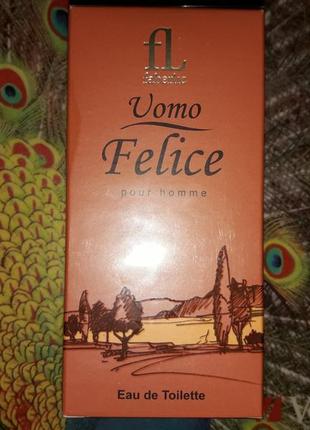 fL
faberlic
Uomo
Felice
pour homme
Eau de Toilette